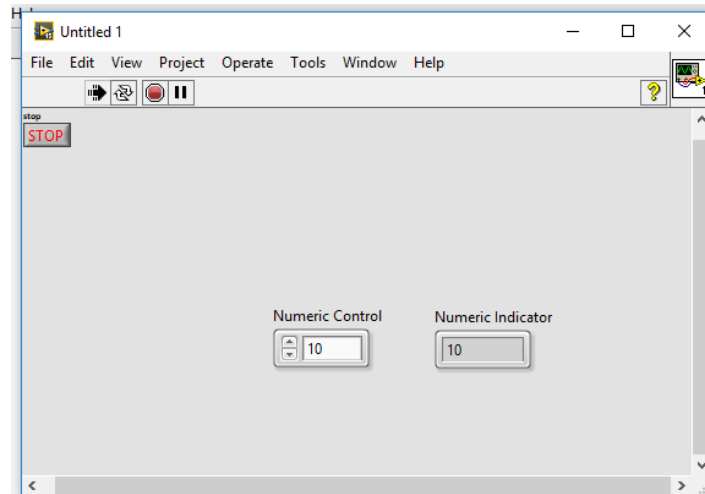 Untitled 1
File Edit View Project Operate Tools Window Help
stop
STOP
Numeric Control Numeric Indicator
10 10